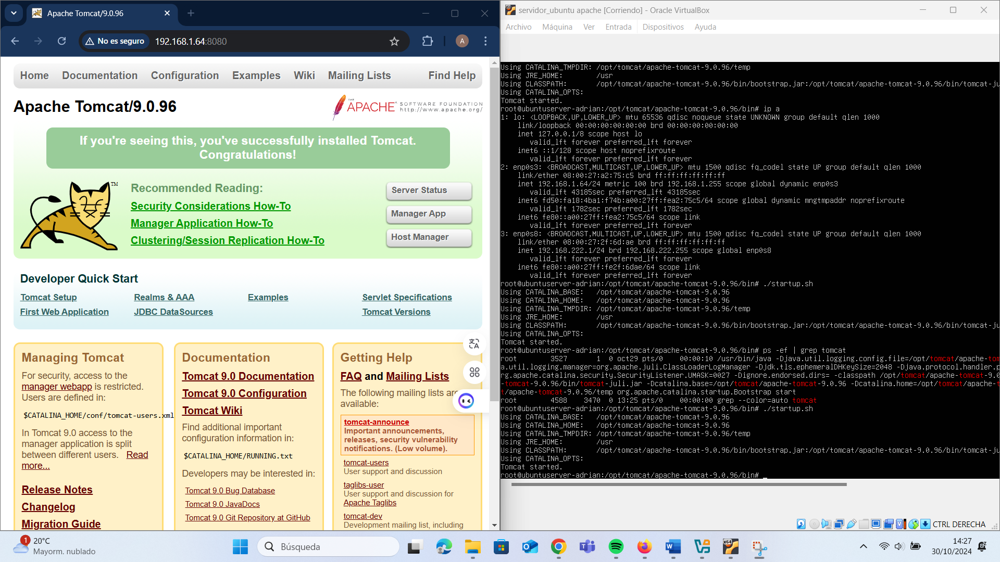 Apache Tomcat/9.0.96
No es seguro
192.168.1.64:8080
A
Home Documentation Configuration Examples Wiki Mailing Lists Find Help
Apache Tomcat/9.0.96
THE
APACHE
SOFTWARE FOUNDATION
http://www.apache.org/
If you're seeing this, you've successfully installed Tomcat.
Congratulations!
TM
Recommended Reading:
Security Considerations How-To
Manager Application How-To
Clustering/Session Replication How-To
Server Status
Manager App
Host Manager
Developer Quick Start
Tomcat Setup
First Web Application
Realms & AAA
JDBC DataSources
Examples
Servlet Specifications
Tomcat Versions
Managing Tomcat
For security, access to the
manager webapp is restricted.
Users are defined in:
$CATALINA_HOME/conf/tomcat-users.xml
In Tomcat 9.0 access to the
manager application is split
between different users. Read
more...
Release Notes
Changelog
Migration Guide
Documentation
Tomcat 9.0 Documentation
Tomcat 9.0 Configuration
Tomcat Wiki
Find additional important
configuration information in:
$CATALINA_HOME/RUNNING.txt
Developers may be interested in:
Tomcat 9.0 Bug Database
Tomcat 9.0 JavaDocs
Tomcat 9.0 Git Repository at GitHub
Getting Help
FAQ and Mailing Lists
The following mailing lists are
available:
tomcat-announce
Important announcements,
releases, security vulnerability
notifications. (Low volume).
tomcat-users
User support and discussion
taglibs-user
User support and discussion for
Apache Taglibs
tomcat-dev
Development mailing list, including
servidor_ubuntu apache [Corriendo] - Oracle VirtualBox
Archivo Máquina Ver Entrada Dispositivos Ayuda
Using CATALINA_TMPDIR: /opt/tomcat/apache-tomcat-9.0.96/temp
Using JRE_HOME: /usr
Using CLASSPATH: /opt/tomcat/apache-tomcat-9.0.96/bin/bootstrap.jar:/opt/tomcat/apache-tomcat-9.0.96/bin/tomcat-ju
Using CATALINA_OPTS:
Tomcat started.
root@ubuntuserver-adrian:/opt/tomcat/apache-tomcat-9.0.96/bin# ip a
1: lo: <LOOPBACK,UP,LOWER_UP> mtu 65536 qdisc noqueue state UNKNOWN group default qlen 1000
link/loopback 00:00:00:00:00:00 brd 00:00:00:00:00:00
inet 127.0.0.1/8 scope host lo
valid_lft forever preferred_lft forever
inet6 ::1/128 scope host noprefixroute
valid_lft forever preferred_lft forever
2: enp0s3: <BROADCAST,MULTICAST,UP,LOWER_UP> mtu 1500 qdisc fq_codel state UP group default qlen 1000
link/ether 08:00:27:a2:75:c5 brd ff:ff:ff:ff:ff:ff
inet 192.168.1.64/24 metric 100 brd 192.168.1.255 scope global dynamic enp0s3
valid_lft 43185sec preferred_lft 43185sec
inet6 fd50:fa18:4ba1:f74b:a00:27ff:fea2:75c5/64 scope global dynamic mngtmpaddr noprefixroute
valid_lft 1782sec preferred_lft 1782sec
inet6 fe80::a00:27ff:fea2:75c5/64 scope link
valid_lft forever preferred_lft forever
3: enp0s8: <BROADCAST,MULTICAST,UP,LOWER_UP> mtu 1500 qdisc fq_codel state UP group default qlen 1000
link/ether 08:00:27:2f:6d:ae brd ff:ff:ff:ff:ff:ff
inet 192.168.222.1/24 brd 192.168.222.255 scope global enp0s8
valid_lft forever preferred_lft forever
inet6 fe80::a00:27ff:fe2f:6dae/64 scope link
valid_lft forever preferred_lft forever
root@ubuntuserver-adrian:/opt/tomcat/apache-tomcat-9.0.96/bin# ./startup.sh
Using CATALINA_BASE: /opt/tomcat/apache-tomcat-9.0.96
Using CATALINA_HOME: /opt/tomcat/apache-tomcat-9.0.96
Using CATALINA_TMPDIR: /opt/tomcat/apache-tomcat-9.0.96/temp
Using JRE_HOME: /usr
Using CLASSPATH: /opt/tomcat/apache-tomcat-9.0.96/bin/bootstrap.jar:/opt/tomcat/apache-tomcat-9.0.96/bin/tomcat-ju
Using CATALINA_OPTS:
Tomcat started.
root@ubuntuserver-adrian:/opt/tomcat/apache-tomcat-9.0.96/bin# ps -ef | grep tomcat
root 3527 1 0 oct29 pts/0 00:00:10 /usr/bin/java -Djava.util.logging.config.file=/opt/tomcat/apache-tom
a.util.logging.manager=org.apache.juli.ClassLoaderLogManager -Djdk.tls.ephemeralDHKeySize=2048 -Djava.protocol.handler.p
rg.apache.catalina.security.SecurityListener.UMASK=0027 -Dignore.endorsed.dirs= -classpath /opt/tomcat/apache-tomcat-9.0
-tomcat-9.0.96/bin/tomcat-juli.jar -Dcatalina.base=/opt/tomcat/apache-tomcat-9.0.96 -Dcatalina.home=/opt/tomcat/apache-t
t/apache-tomcat-9.0.96/temp org.apache.catalina.startup.Bootstrap start
root 4588 3470 0 13:25 pts/0 00:00:00 grep --color=auto tomcat
root@ubuntuserver-adrian:/opt/tomcat/apache-tomcat-9.0.96/bin# ./startup.sh
Using CATALINA_BASE: /opt/tomcat/apache-tomcat-9.0.96
Using CATALINA_HOME: /opt/tomcat/apache-tomcat-9.0.96
Using CATALINA_TMPDIR: /opt/tomcat/apache-tomcat-9.0.96/temp
Using JRE_HOME: /usr
Using CLASSPATH: /opt/tomcat/apache-tomcat-9.0.96/bin/bootstrap.jar:/opt/tomcat/apache-tomcat-9.0.96/bin/tomcat-ju
Using CATALINA_OPTS:
Tomcat started.
root@ubuntuserver-adrian:/opt/tomcat/apache-tomcat-9.0.96/bin# _
CTRL DERECHA
1
20°C
Mayorm. nublado
Búsqueda
14:27
30/10/2024